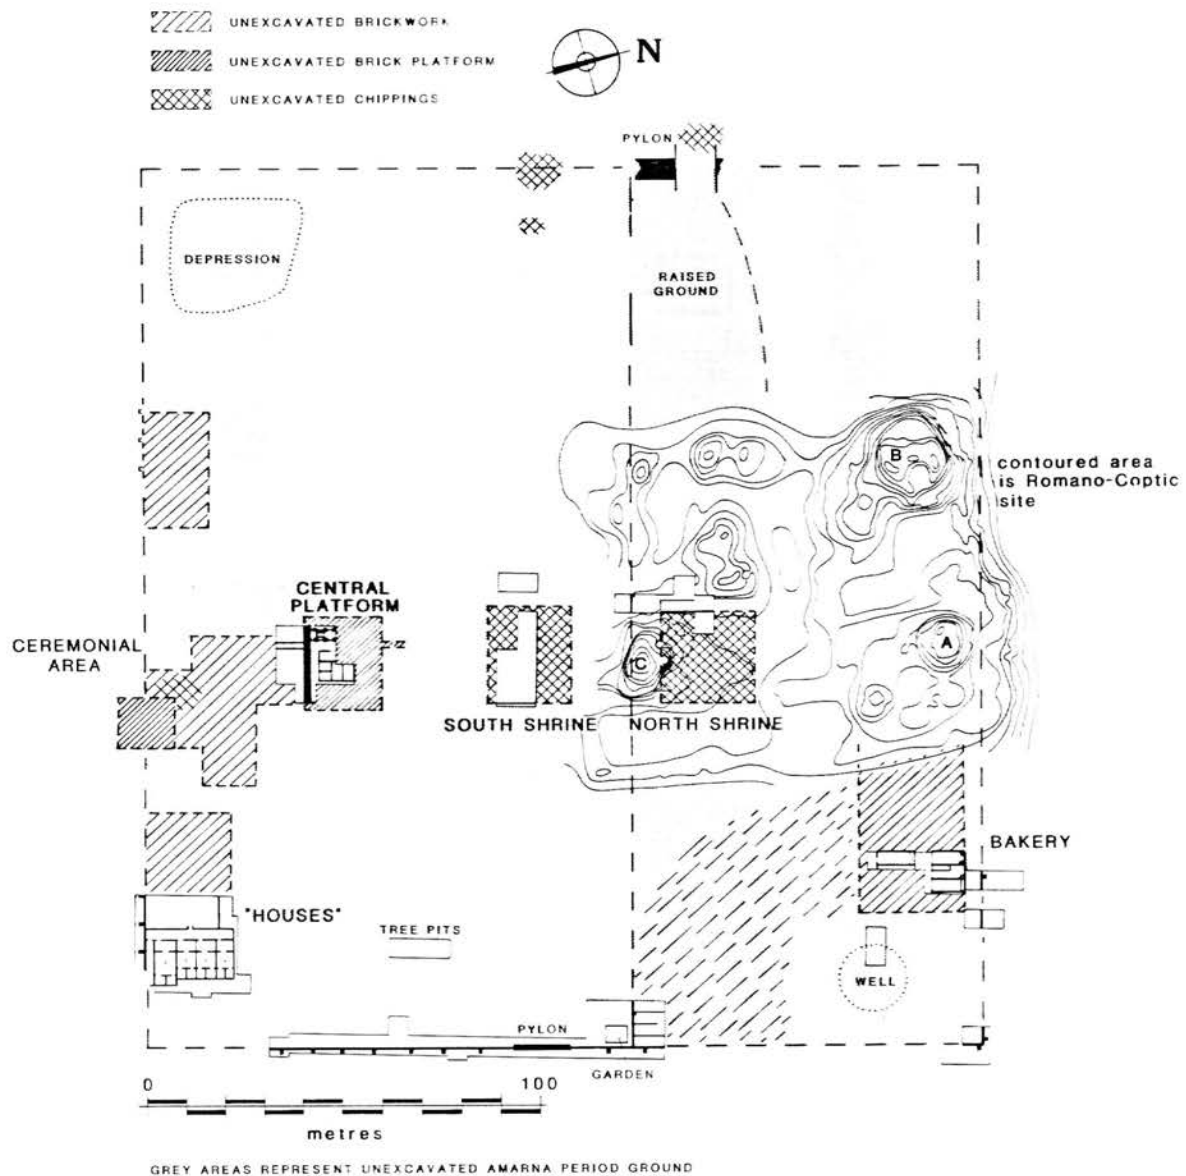 UNEXCAVATED BRICKWORK
UNEXCAVATED BRICK PLATFORM
UNEXCAVATED CHIPPINGS
N
PYLON
DEPRESSION
RAISED
GROUND
B
contoured area
is Romano-Coptic
site
CENTRAL
PLATFORM
CEREMONIAL
AREA
A
C
SOUTH SHRINE
NORTH SHRINE
BAKERY
"HOUSES"
TREE PITS
WELL
PYLON
GARDEN
0
100
metres
GREY AREAS REPRESENT UNEXCAVATED AMARNA PERIOD GROUND